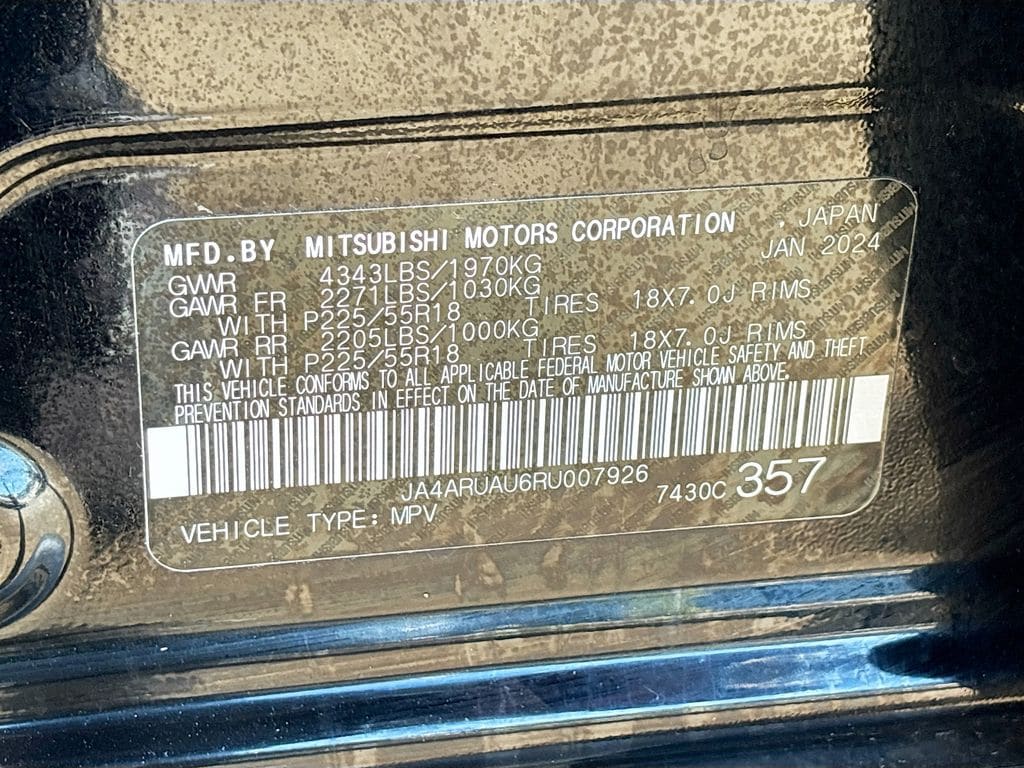 MFD.BY MITSUBISHI MOTORS CORPORATION , JAPAN
JAN 2024
GVWR 4343LBS/1970KG
GAWR FR 2271LBS/1030KG
WITH P225/55R18 TIRES 18X7.0J RIMS
GAWR RR 2205LBS/1000KG
WITH P225/55R18 TIRES 18X7.0J RIMS
THIS VEHICLE CONFORMS TO ALL APPLICABLE FEDERAL MOTOR VEHICLE SAFETY AND THEFT
PREVENTION STANDARDS IN EFFECT ON THE DATE OF MANUFACTURE SHOWN ABOVE.
JA4ARUAU6RU007926
7430C 357
VEHICLE TYPE: MPV